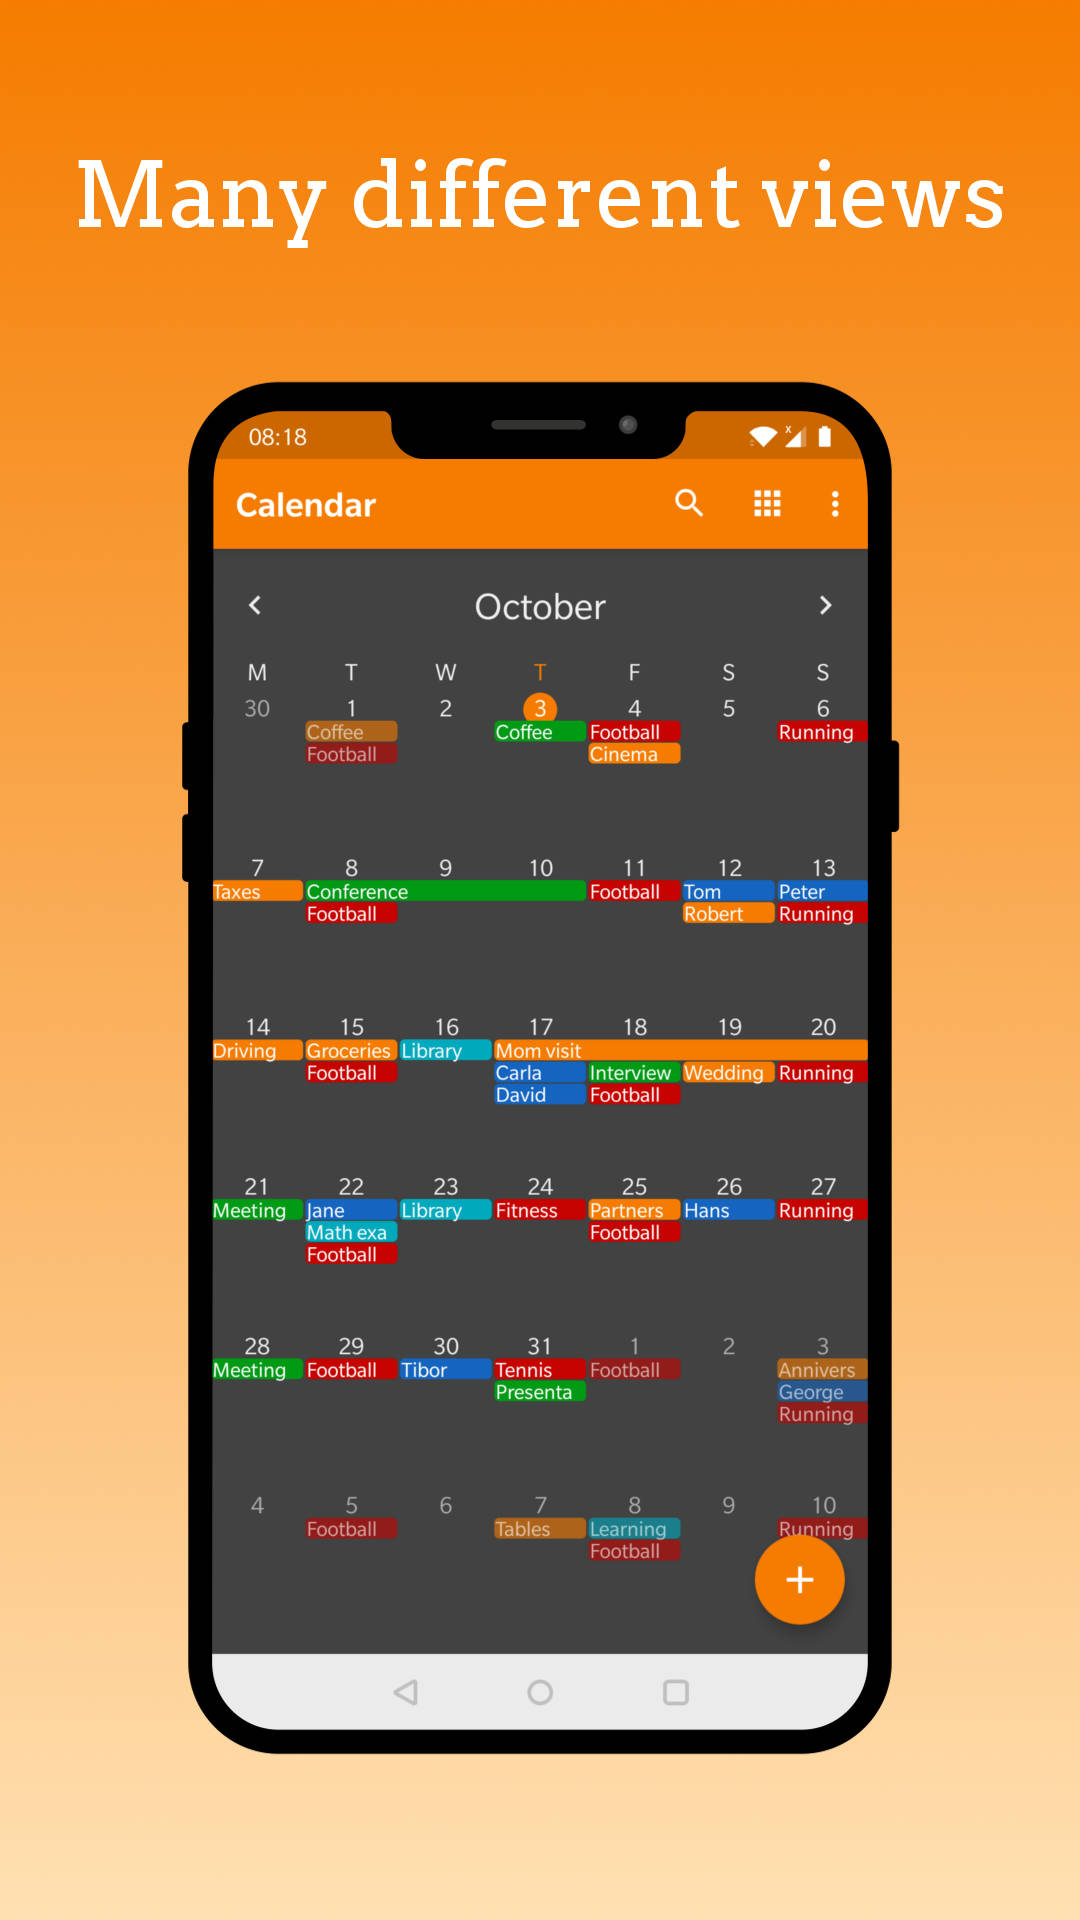 Many different views
08:18
Calendar
October
M T W T F S S
30 1 2 3 4 5 6
Coffee Coffee Football Running
Football Cinema
7 8 9 10 11 12 13
Taxes Conference Football Tom Peter
Football Robert Running
14 15 16 17 18 19 20
Driving Groceries Library Mom visit
Football Carla Interview Wedding Running
David Football
21 22 23 24 25 26 27
Meeting Jane Library Fitness Partners Hans Running
Math exa Football
Football
28 29 30 31 1 2 3
Meeting Football Tibor Tennis Football Annivers
Presenta George
Running
4 5 6 7 8 9 10
Football Tables Learning Running
Football